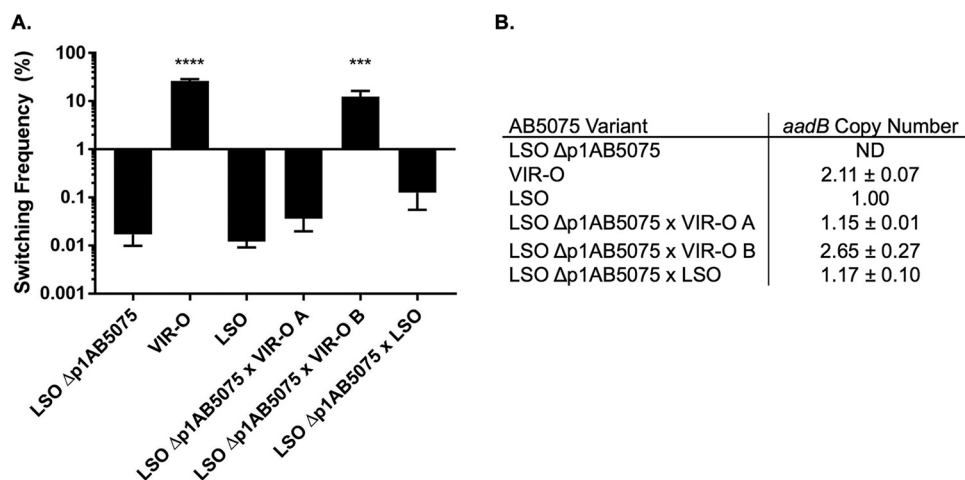 A.
Switching Frequency (%)
100
10
1
0.1
0.01
0.001
****
***
LSO Δp1AB5075
VIR-O
LSO
LSO Δp1AB5075 x VIR-O A
LSO Δp1AB5075 x VIR-O B
LSO Δp1AB5075 x LSO
B.
AB5075 Variant aadB Copy Number
LSO Δp1AB5075 ND
VIR-O 2.11 ± 0.07
LSO 1.00
LSO Δp1AB5075 x VIR-O A 1.15 ± 0.01
LSO Δp1AB5075 x VIR-O B 2.65 ± 0.27
LSO Δp1AB5075 x LSO 1.17 ± 0.10